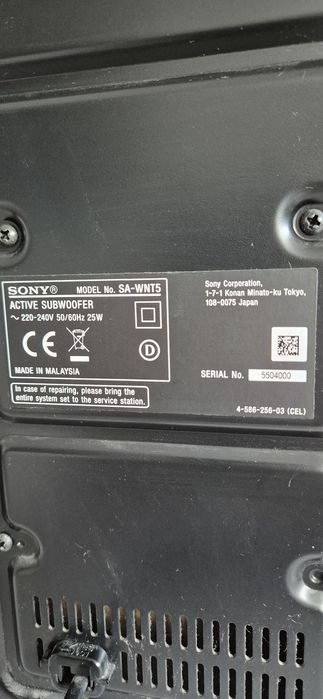 SONY® MODEL No. SA-WNT5
ACTIVE SUBWOOFER
～ 220-240V 50/60Hz 25W
CE
D
MADE IN MALAYSIA
In case of repairing, please bring the
entire system set to the service station.
Sony Corporation,
1-7-1 Konan Minato-ku Tokyo,
108-0075 Japan
SERIAL No. 5504000
4-586-256-03 (CEL)